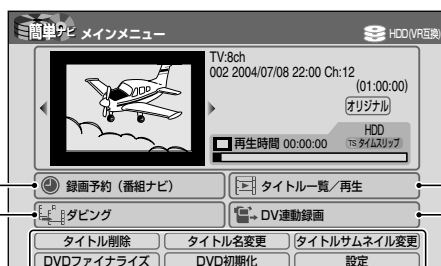 簡単ナビ メインメニュー HDD(VR互換)
TV:8ch
002 2004/07/08 22:00 Ch:12
(01:00:00)
オリジナル
HDD
再生時間 00:00:00 TS タイムスリップ
録画予約（番組ナビ） タイトル一覧／再生
ダビング DV連動録画
タイトル削除 タイトル名変更 タイトルサムネイル変更
DVDファイナライズ DVD初期化 設定